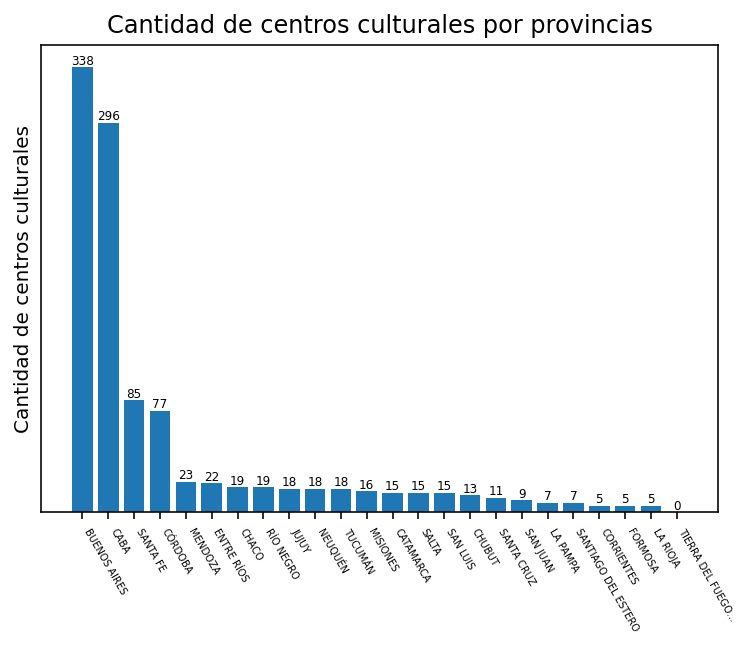 Cantidad de centros culturales por provincias
Cantidad de centros culturales
338
296
85
77
23
22
19
19
18
18
18
16
15
15
15
13
11
9
7
7
5
5
5
0
BUENOS AIRES
CABA
SANTA FE
CÓRDOBA
MENDOZA
ENTRE RÍOS
CHACO
RÍO NEGRO
JUJUY
NEUQUÉN
TUCUMÁN
MISIONES
CATAMARCA
SALTA
SAN LUIS
CHUBUT
SANTA CRUZ
SAN JUAN
LA PAMPA
SANTIAGO DEL ESTERO
CORRIENTES
FORMOSA
LA RIOJA
TIERRA DEL FUEGO...